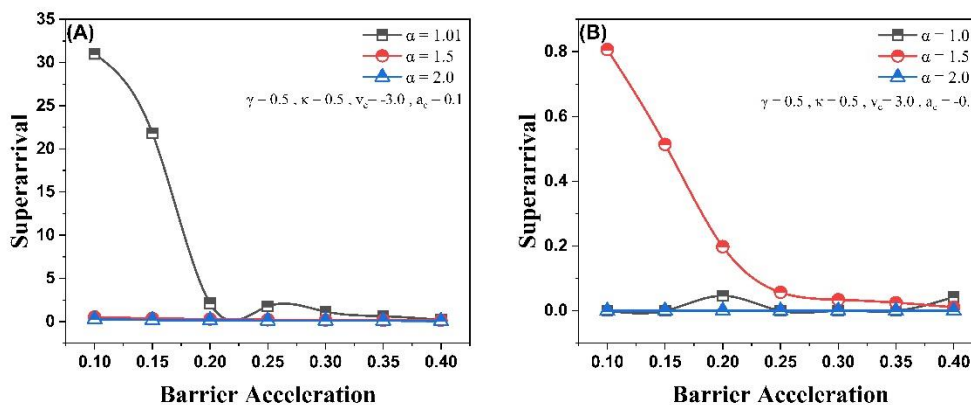 (A)
α = 1.01
α = 1.5
α = 2.0
γ = 0.5 , κ = 0.5 , v_c = -3.0 , a_c = 0.1
35
30
25
20
15
10
5
0
Superarrival
0.10 0.15 0.20 0.25 0.30 0.35 0.40
Barrier Acceleration
(B)
α = 1.0
α = 1.5
α = 2.0
γ = 0.5 , κ = 0.5 , v_c = 3.0 , a_c = -0.
0.8
0.6
0.4
0.2
0.0
Superarrival
0.10 0.15 0.20 0.25 0.30 0.35 0.40
Barrier Acceleration